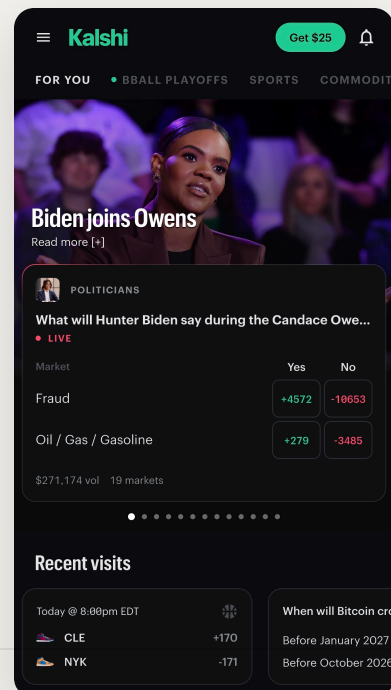 Kalshi
Get $25
FOR YOU
BBALL PLAYOFFS
SPORTS
COMMODIT
Biden joins Owens
Read more [+]
POLITICIANS
What will Hunter Biden say during the Candace Owe...
LIVE
Market Yes No
Fraud +4572 -10653
Oil / Gas / Gasoline +279 -3485
$271,174 vol 19 markets
Recent visits
Today @ 8:00pm EDT
CLE +170
NYK -171
When will Bitcoin cro
Before January 2027
Before October 2026